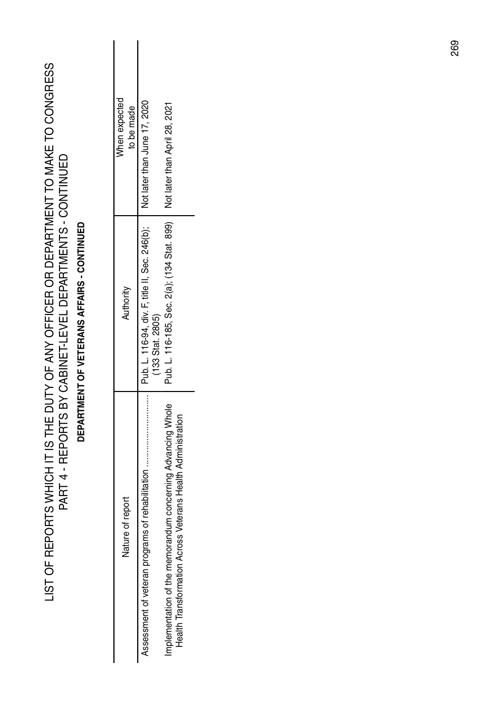 LIST OF REPORTS WHICH IT IS THE DUTY OF ANY OFFICER OR DEPARTMENT TO MAKE TO CONGRESS
PART 4 - REPORTS BY CABINET-LEVEL DEPARTMENTS - CONTINUED
DEPARTMENT OF VETERANS AFFAIRS - CONTINUED
Nature of report
Authority
When expected
to be made
Assessment of veteran programs of rehabilitation ............................
Pub. L. 116-94, div. F, title II, Sec. 246(b);
(133 Stat. 2805)
Not later than June 17, 2020
Implementation of the memorandum concerning Advancing Whole
Health Transformation Across Veterans Health Administration
Pub. L. 116-185, Sec. 2(a); (134 Stat. 899)
Not later than April 28, 2021
269